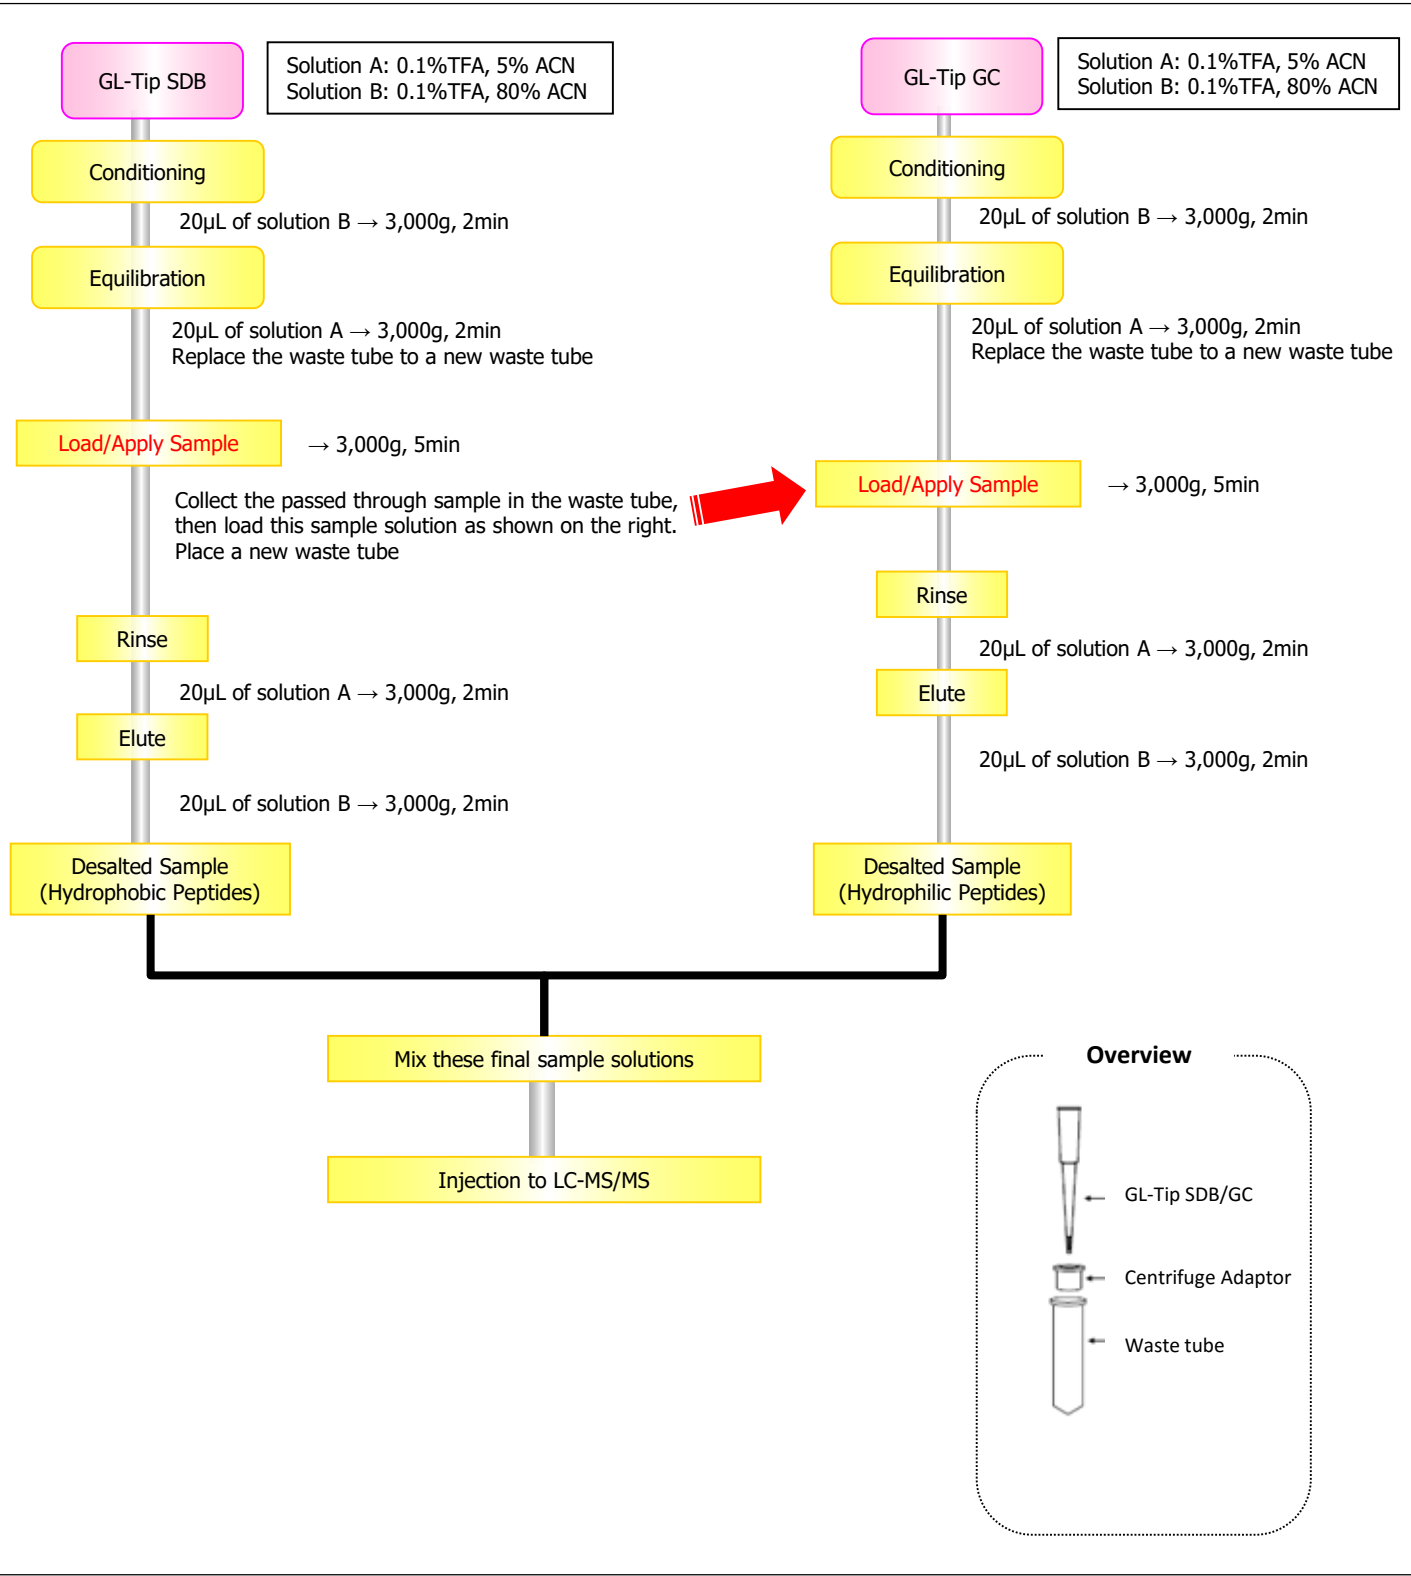 GL-Tip SDB
Solution A: 0.1%TFA, 5% ACN
Solution B: 0.1%TFA, 80% ACN
Conditioning
20µL of solution B → 3,000g, 2min
Equilibration
20µL of solution A → 3,000g, 2min
Replace the waste tube to a new waste tube
Load/Apply Sample
→ 3,000g, 5min
Collect the passed through sample in the waste tube,
then load this sample solution as shown on the right.
Place a new waste tube
Rinse
20µL of solution A → 3,000g, 2min
Elute
20µL of solution B → 3,000g, 2min
Desalted Sample
(Hydrophobic Peptides)
GL-Tip GC
Solution A: 0.1%TFA, 5% ACN
Solution B: 0.1%TFA, 80% ACN
Conditioning
20µL of solution B → 3,000g, 2min
Equilibration
20µL of solution A → 3,000g, 2min
Replace the waste tube to a new waste tube
Load/Apply Sample
→ 3,000g, 5min
Rinse
20µL of solution A → 3,000g, 2min
Elute
20µL of solution B → 3,000g, 2min
Desalted Sample
(Hydrophilic Peptides)
Mix these final sample solutions
Injection to LC-MS/MS
Overview
GL-Tip SDB/GC
Centrifuge Adaptor
Waste tube